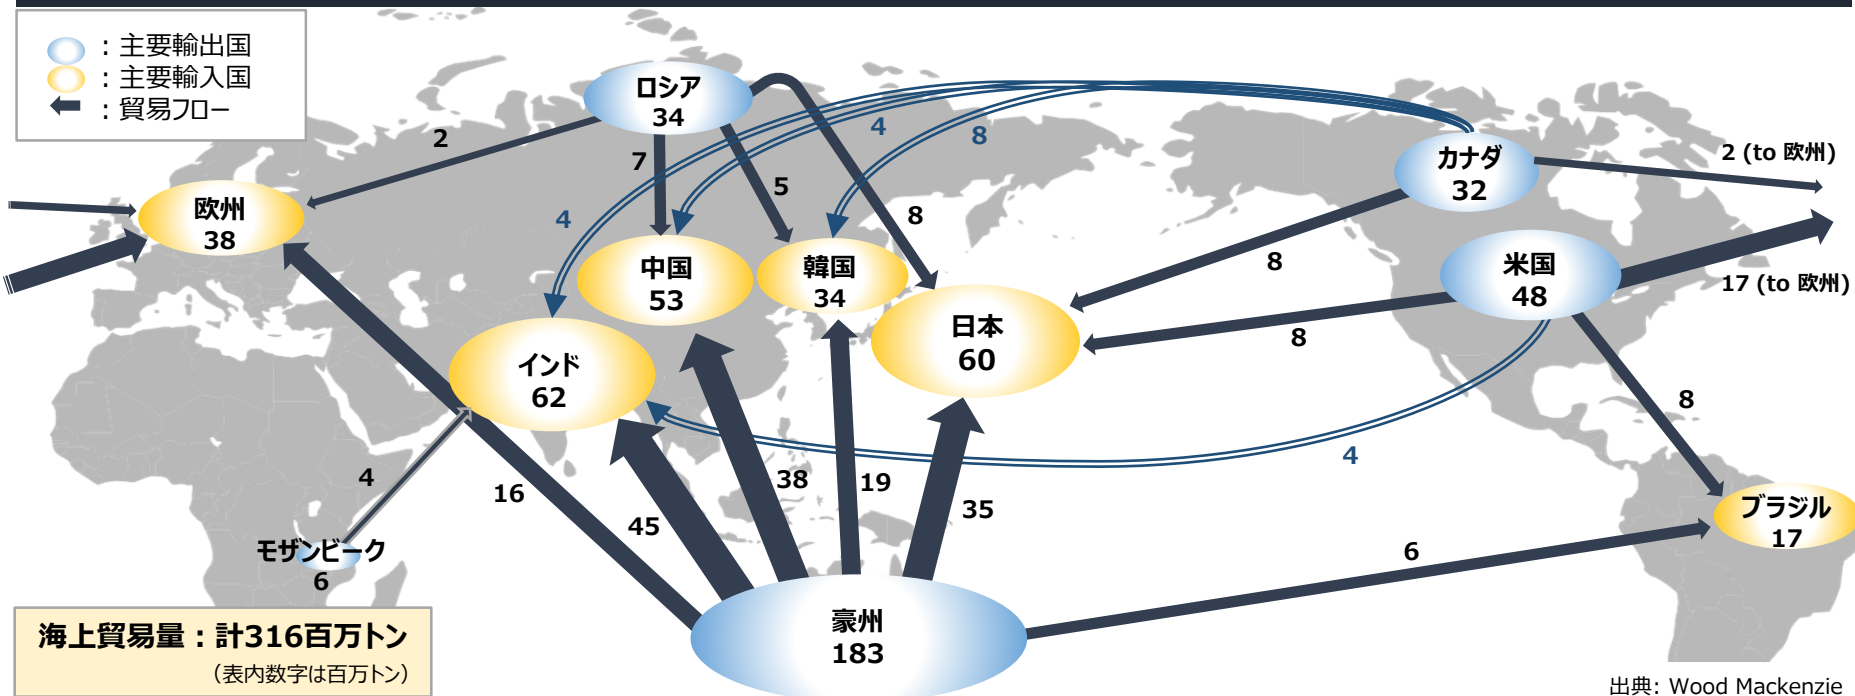 ：主要輸出国
：主要輸入国
：貿易フロー
ロシア
34
2
7
5
8
4
8
4
カナダ
32
2 (to 欧州)
欧州
38
中国
53
韓国
34
日本
60
8
米国
48
17 (to 欧州)
8
インド
62
8
4
4
16
45
38
19
35
モザンビーク
6
ブラジル
17
6
豪州
183
海上貿易量：計316百万トン
（表内数字は百万トン）
出典: Wood Mackenzie